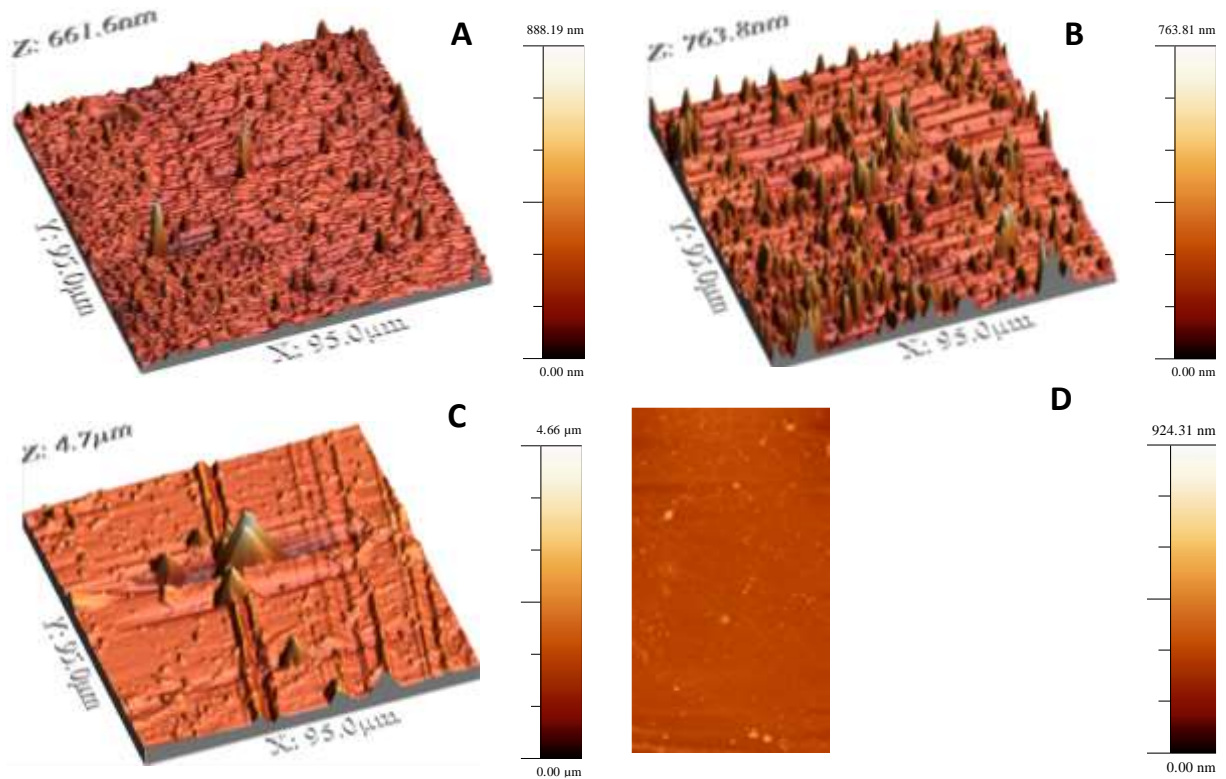 Z: 661.6nm
A
888.19 nm
Y: 95.0µm
X: 95.0µm
0.00 nm
Z: 763.8nm
B
763.81 nm
Y: 95.0µm
X: 95.0µm
0.00 nm
Z: 4.7µm
C
4.66 µm
Y: 95.0µm
X: 95.0µm
0.00 µm
D
924.31 nm
0.00 nm